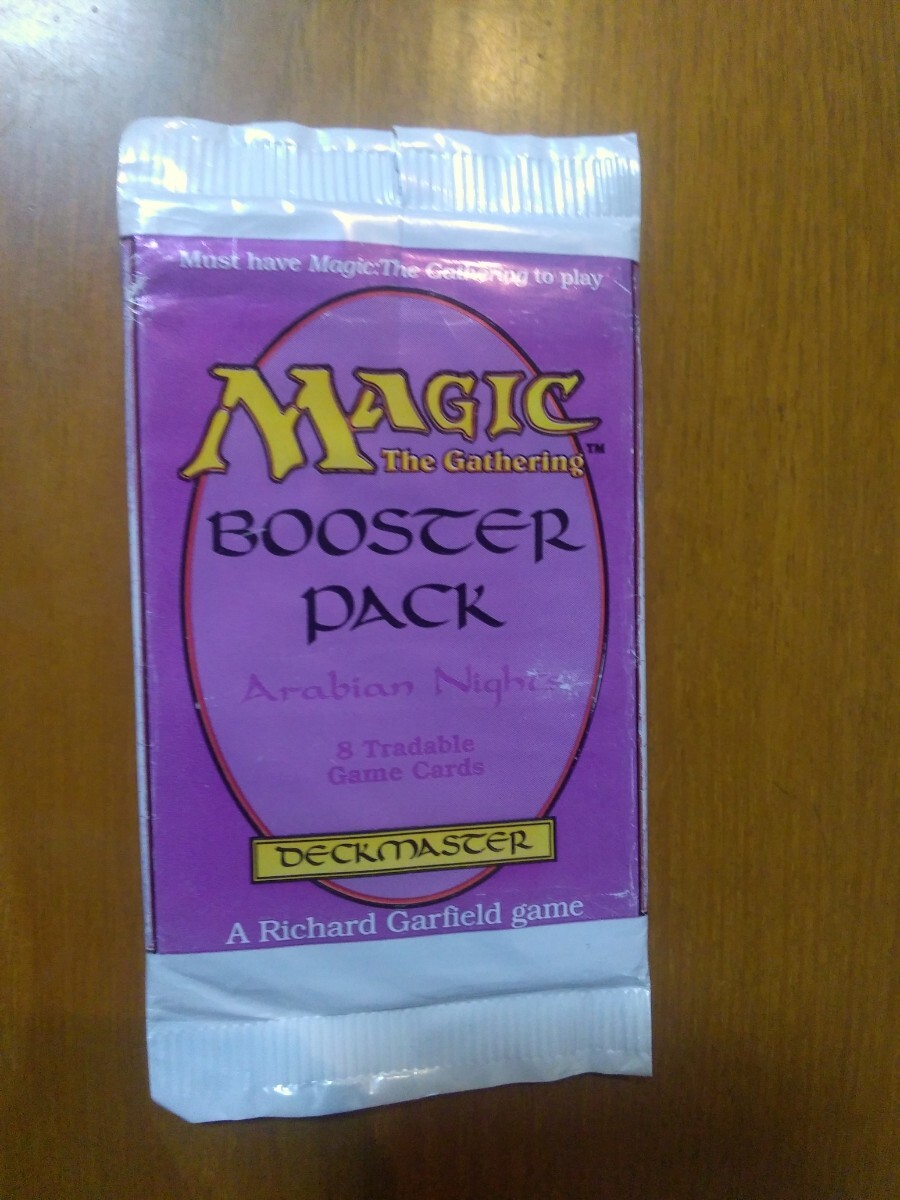 Must have Magic:The Gathering to play
MAGIC
The Gathering™
BOOSTER
PACK
Arabian Nights
8 Tradable
Game Cards
DECKMASTER
A Richard Garfield game